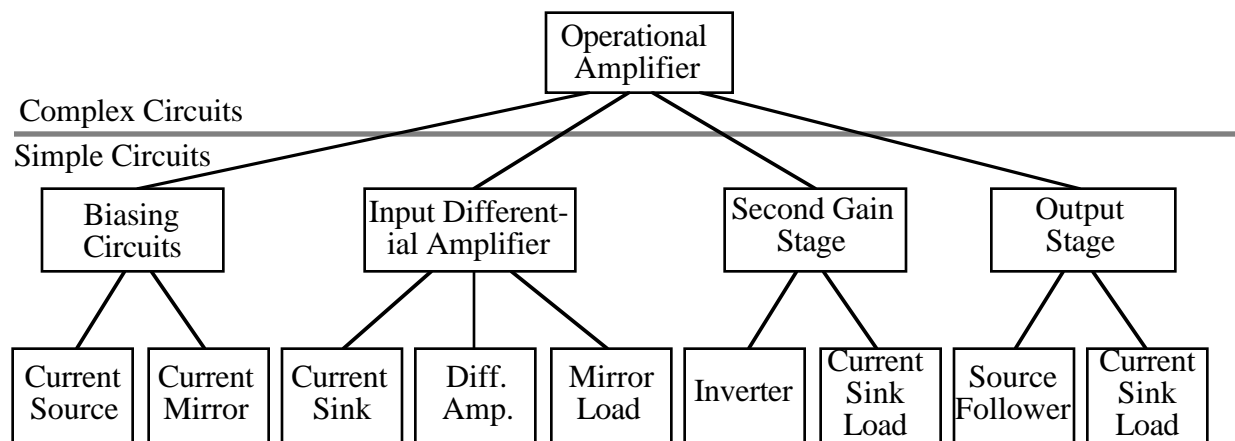 Operational
Amplifier
Complex Circuits
Simple Circuits
Biasing
Circuits
Input Different-
ial Amplifier
Second Gain
Stage
Output
Stage
Current
Source
Current
Mirror
Current
Sink
Diff.
Amp.
Mirror
Load
Inverter
Current
Sink
Load
Source
Follower
Current
Sink
Load